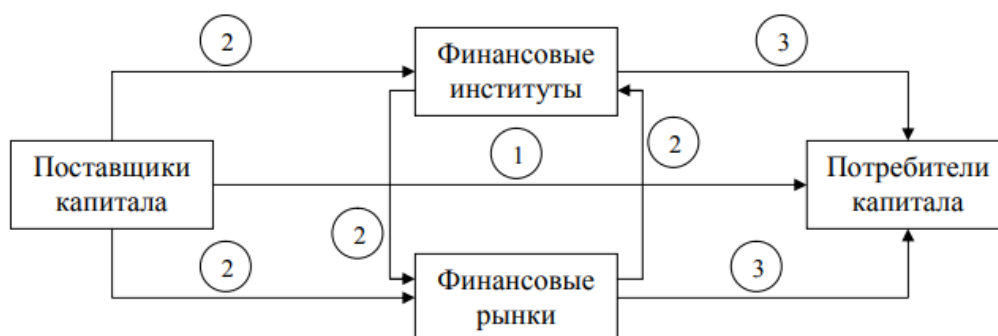 2
Финансовые
институты
3
Поставщики
капитала
1
2
Потребители
капитала
2
2
Финансовые
рынки
3